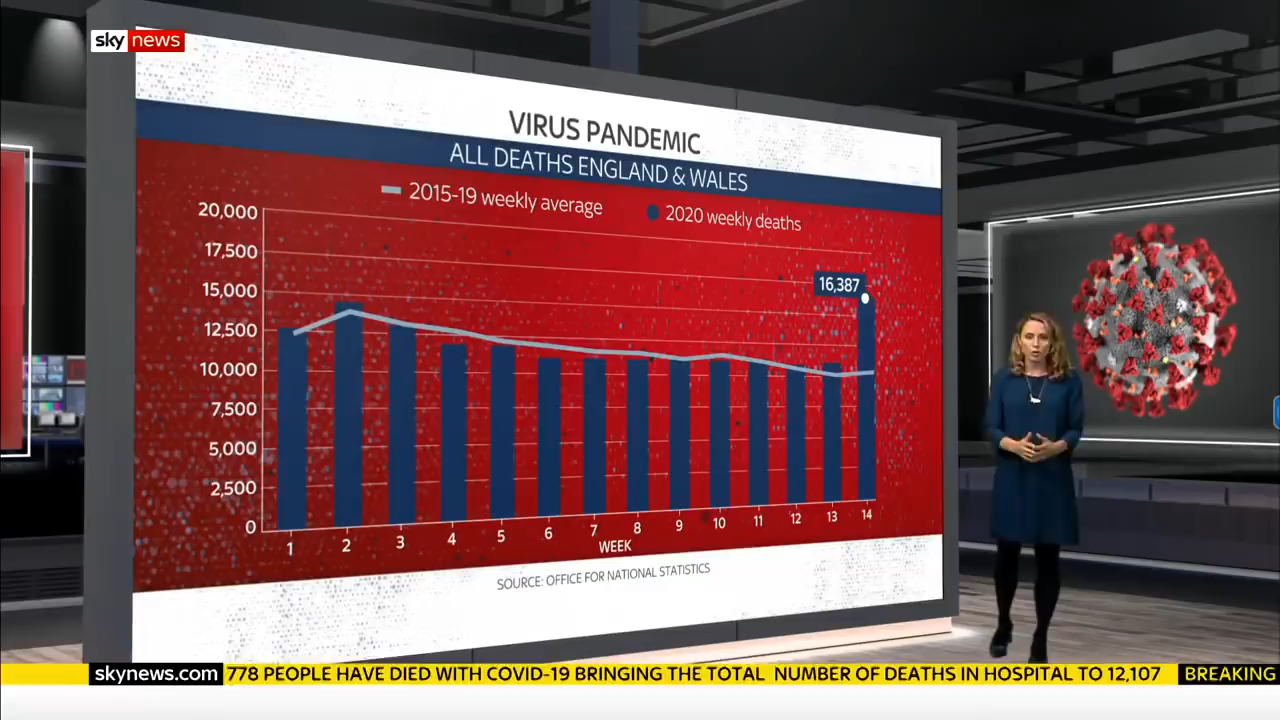 sky news
VIRUS PANDEMIC
ALL DEATHS ENGLAND & WALES
2015-19 weekly average
2020 weekly deaths
20,000
17,500
15,000
12,500
10,000
7,500
5,000
2,500
0
16,387
1 2 3 4 5 6 7 8 9 10 11 12 13 14
WEEK
SOURCE: OFFICE FOR NATIONAL STATISTICS
skynews.com 778 PEOPLE HAVE DIED WITH COVID-19 BRINGING THE TOTAL NUMBER OF DEATHS IN HOSPITAL TO 12,107 BREAKING